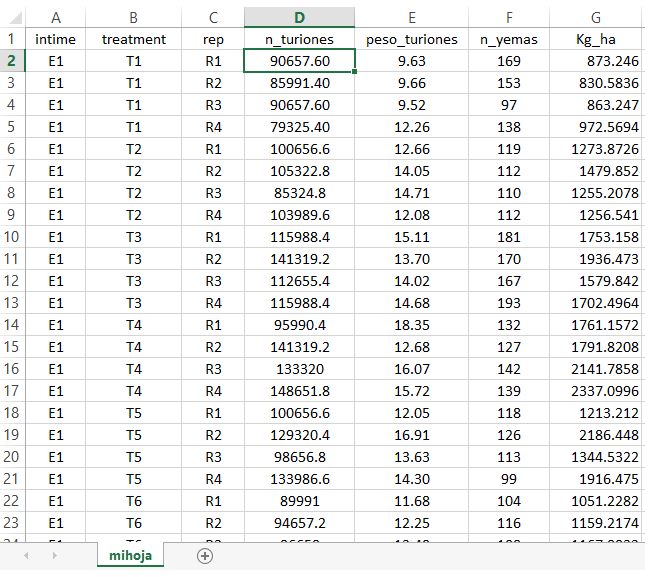 A B C D E F G
1 intime treatment rep n_turiones peso_turiones n_yemas Kg_ha
2 E1 T1 R1 90657.60 9.63 169 873.246
3 E1 T1 R2 85991.40 9.66 153 830.5836
4 E1 T1 R3 90657.60 9.52 97 863.247
5 E1 T1 R4 79325.40 12.26 138 972.5694
6 E1 T2 R1 100656.6 12.66 119 1273.8726
7 E1 T2 R2 105322.8 14.05 112 1479.852
8 E1 T2 R3 85324.8 14.71 110 1255.2078
9 E1 T2 R4 103989.6 12.08 112 1256.541
10 E1 T3 R1 115988.4 15.11 181 1753.158
11 E1 T3 R2 141319.2 13.70 170 1936.473
12 E1 T3 R3 112655.4 14.02 167 1579.842
13 E1 T3 R4 115988.4 14.68 193 1702.4964
14 E1 T4 R1 95990.4 18.35 132 1761.1572
15 E1 T4 R2 141319.2 12.68 127 1791.8208
16 E1 T4 R3 133320 16.07 142 2141.7858
17 E1 T4 R4 148651.8 15.72 139 2337.0996
18 E1 T5 R1 100656.6 12.05 118 1213.212
19 E1 T5 R2 129320.4 16.91 126 2186.448
20 E1 T5 R3 98656.8 13.63 113 1344.5322
21 E1 T5 R4 133986.6 14.30 99 1916.475
22 E1 T6 R1 89991 11.68 104 1051.2282
23 E1 T6 R2 94657.2 12.25 116 1159.2174
mihoja